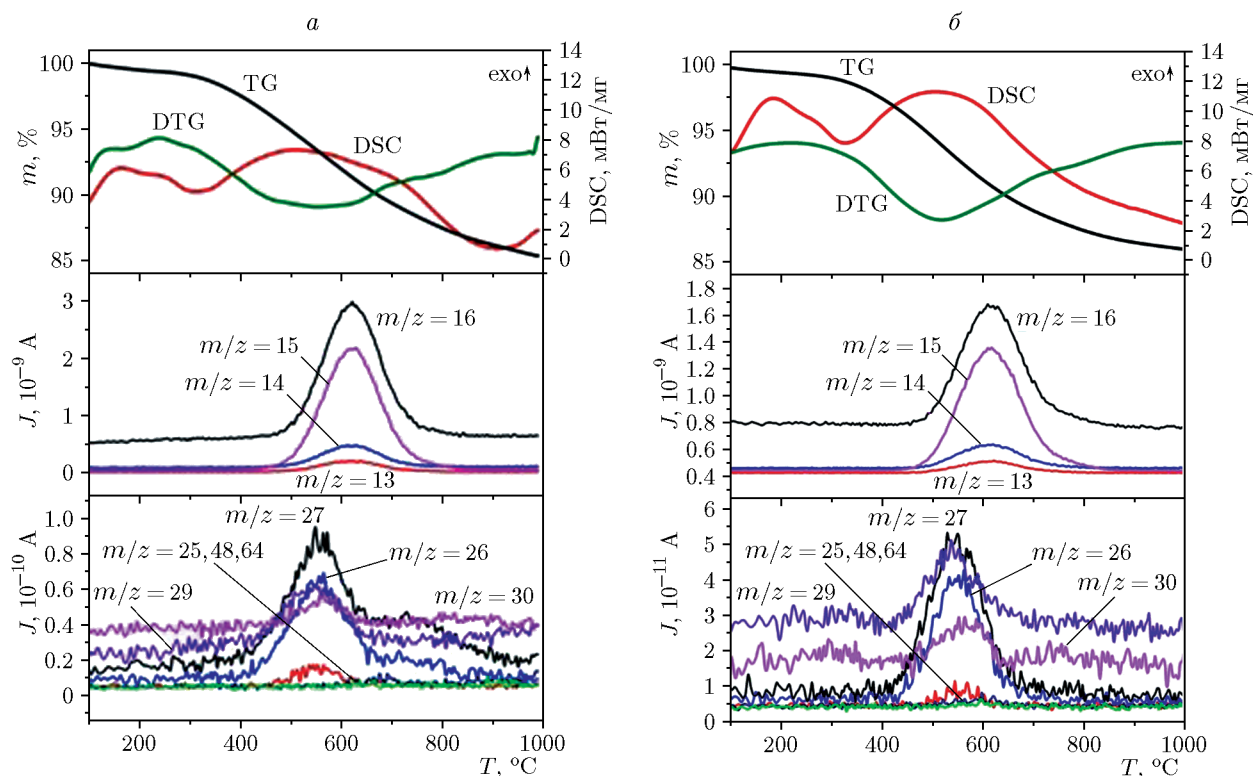 а
TG
exo
DTG
DSC
m, %
100
95
90
85
14
12
10
8
6
4
2
0
DSC, мВт/мг
m/z = 16
m/z = 15
m/z = 14
m/z = 13
J, 10⁻⁹ A
3
2
1
0
m/z = 27
m/z = 25, 48, 64
m/z = 26
m/z = 29
m/z = 30
J, 10⁻¹⁰ A
1.0
0.8
0.6
0.4
0.2
0
200
400
600
800
1000
T, °C
б
TG
exo
DSC
DTG
m, %
100
95
90
85
14
12
10
8
6
4
2
0
DSC, мВт/мг
m/z = 16
m/z = 15
m/z = 14
m/z = 13
J, 10⁻⁹ A
1.8
1.6
1.4
1.2
1.0
0.8
0.6
0.4
m/z = 27
m/z = 25, 48, 64
m/z = 26
m/z = 29
m/z = 30
J, 10⁻¹¹ A
6
5
4
3
2
1
0
200
400
600
800
1000
T, °C